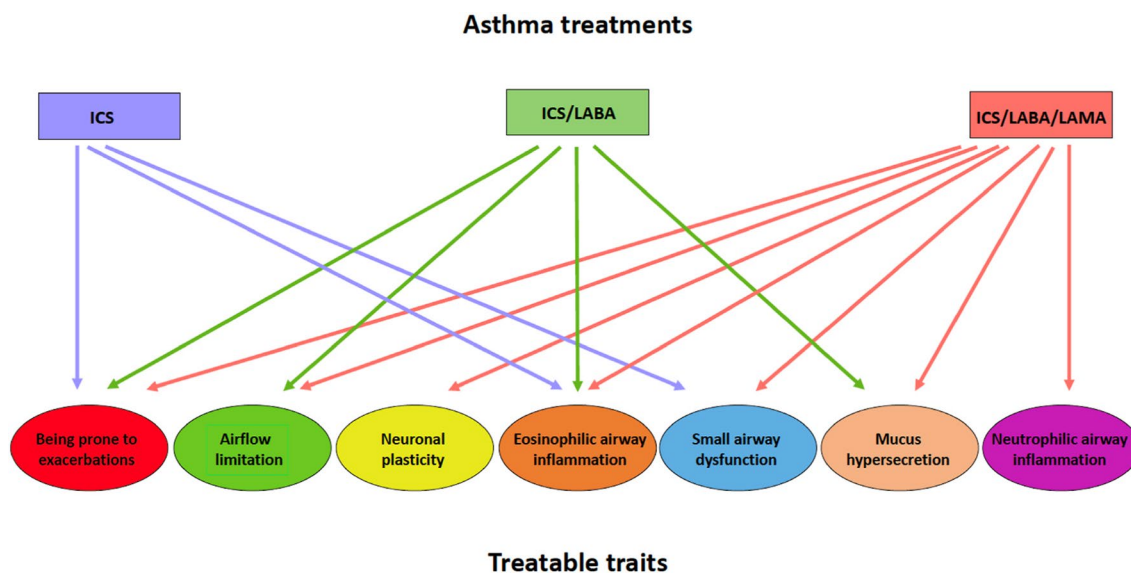 Asthma treatments
ICS
ICS/LABA
ICS/LABA/LAMA
Being prone to
exacerbations
Airflow
limitation
Neuronal
plasticity
Eosinophilic airway
inflammation
Small airway
dysfunction
Mucus
hypersecretion
Neutrophilic airway
inflammation
Treatable traits